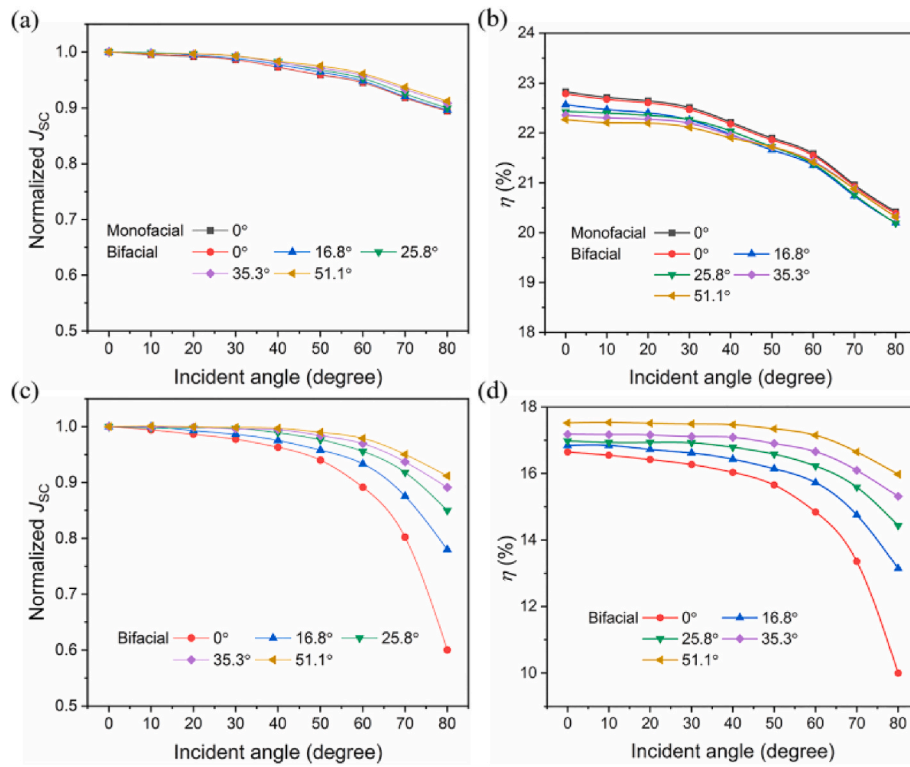 (a)
Normalized JSC
1.0
0.9
0.8
0.7
0.6
0.5
Monofacial 0°
Bifacial 0° 16.8° 25.8°
35.3° 51.1°
0 10 20 30 40 50 60 70 80
Incident angle (degree)
(b)
η (%)
24
23
22
21
20
19
18
Monofacial 0°
Bifacial 0° 16.8°
25.8° 35.3°
51.1°
0 10 20 30 40 50 60 70 80
Incident angle (degree)
(c)
Normalized JSC
1.0
0.9
0.8
0.7
0.6
0.5
Bifacial 0° 16.8° 25.8°
35.3° 51.1°
0 10 20 30 40 50 60 70 80
Incident angle (degree)
(d)
η (%)
18
16
14
12
10
Bifacial 0° 16.8°
25.8° 35.3°
51.1°
0 10 20 30 40 50 60 70 80
Incident angle (degree)